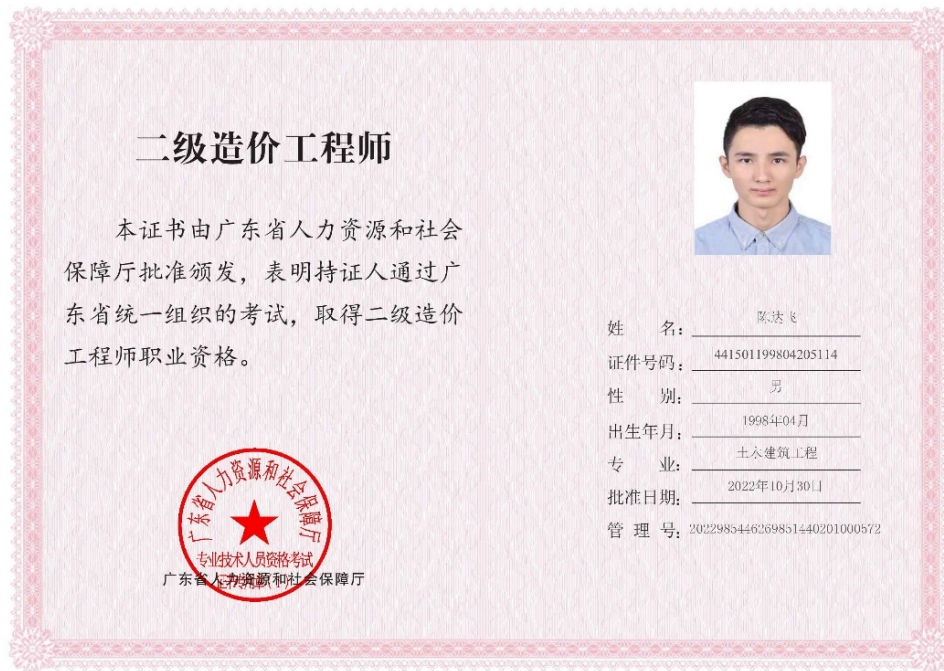 二级造价工程师
本证书由广东省人力资源和社会
保障厅批准颁发，表明持证人通过广
东省统一组织的考试，取得二级造价
工程师职业资格。
广东省人力资源和社会保障厅
专业技术人员资格考试
广东省人力资源和社会保障厅
姓 名：陈达飞
证件号码：441501199804205114
性 别：男
出生年月：1998年04月
专 业：土木建筑工程
批准日期：2022年10月30日
管 理 号：2022985446269851440201000572